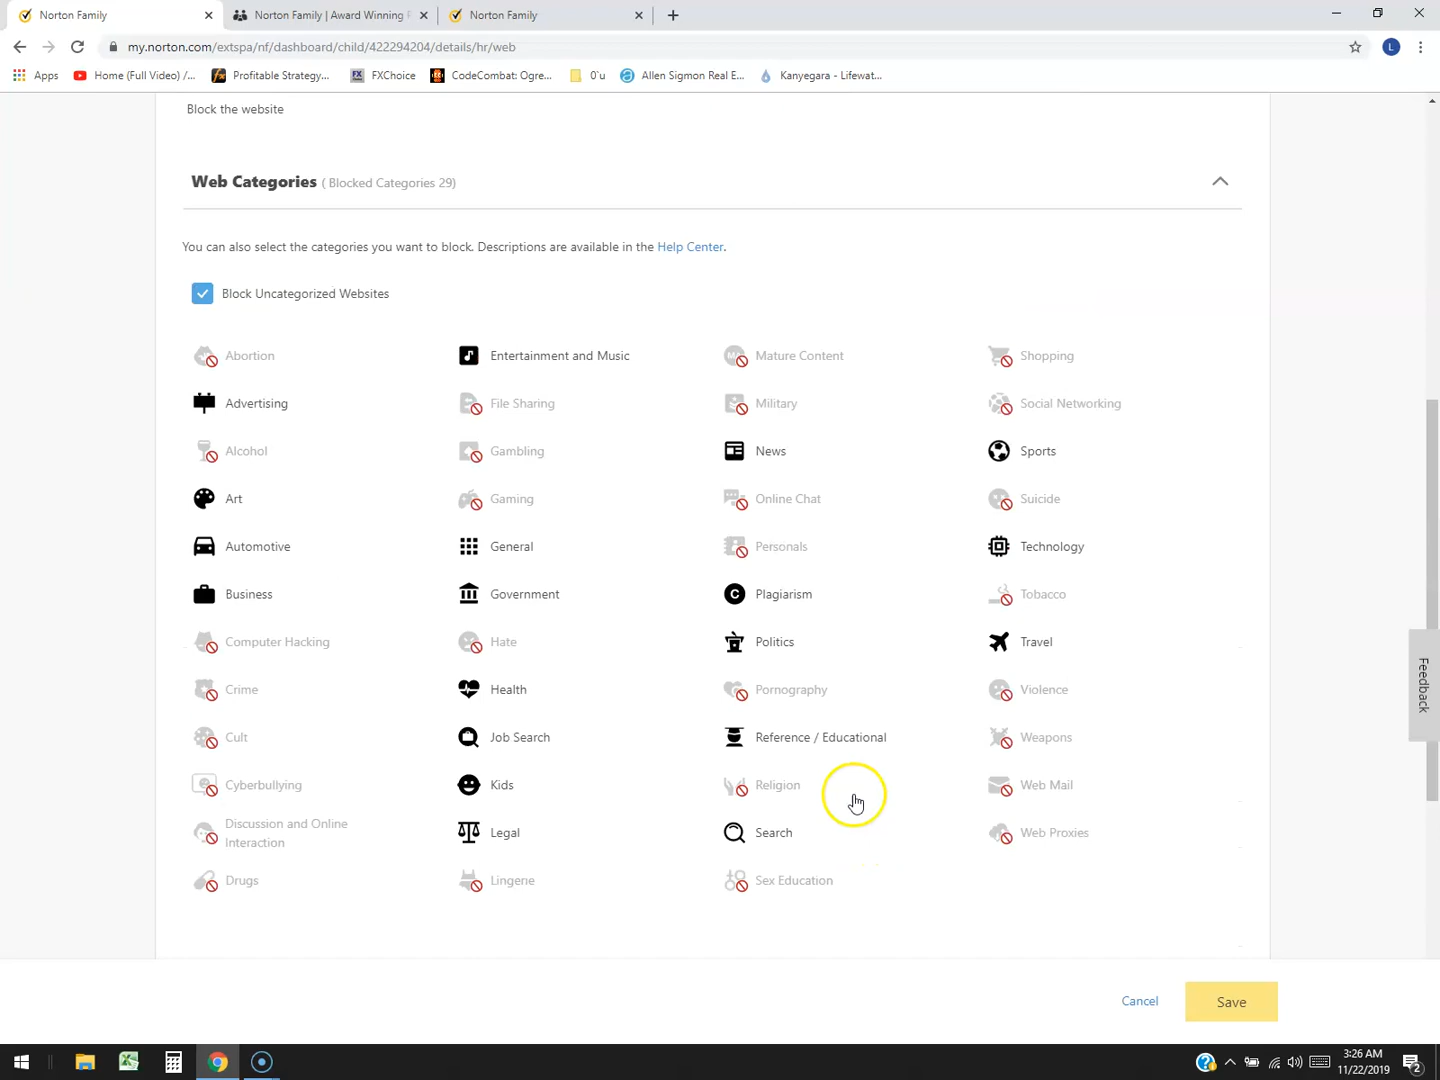 Norton Family
Norton Family | Award Winning
Norton Family
my.norton.com/extspa/nf/dashboard/child/422294204/details/hr/web
L
Apps
Home (Full Video) /...
Profitable Strategy...
FXChoice
CodeCombat: Ogre...
0`u
Allen Sigmon Real E...
Kanyegara - Lifewat...
Block the website
Web Categories ( Blocked Categories 29)
You can also select the categories you want to block. Descriptions are available in the Help Center.
Block Uncategorized Websites
Abortion
Entertainment and Music
Mature Content
Shopping
Advertising
File Sharing
Military
Social Networking
Alcohol
Gambling
News
Sports
Art
Gaming
Online Chat
Suicide
Automotive
General
Personals
Technology
Business
Government
Plagiarism
Tobacco
Computer Hacking
Hate
Politics
Travel
Crime
Health
Pornography
Violence
Cult
Job Search
Reference / Educational
Weapons
Cyberbullying
Kids
Religion
Web Mail
Discussion and Online
Interaction
Legal
Search
Web Proxies
Drugs
Lingerie
Sex Education
Feedback
Cancel
Save
3:26 AM
11/22/2019
2